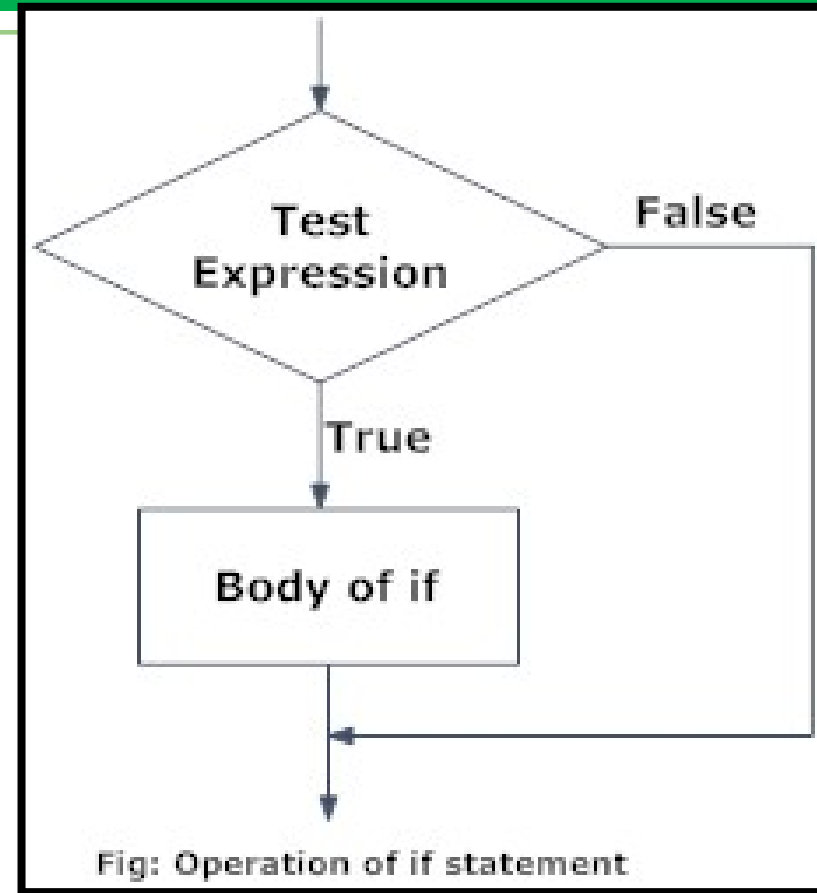 Test
Expression
False
True
Body of if
Fig: Operation of if statement